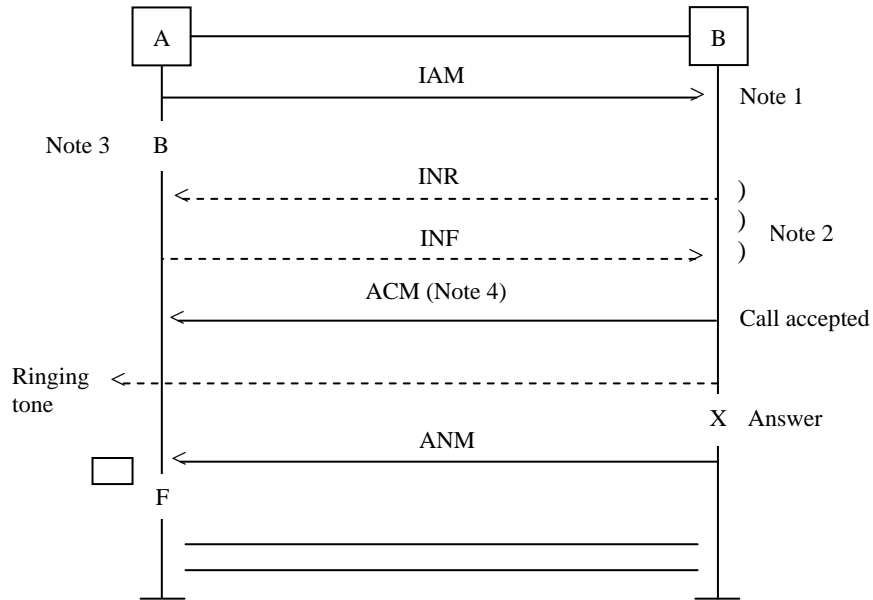 A B
IAM
Note 1
Note 3 B
INR
)
)
Note 2
INF
)
ACM (Note 4)
Call accepted
Ringing
tone
X Answer
ANM
F